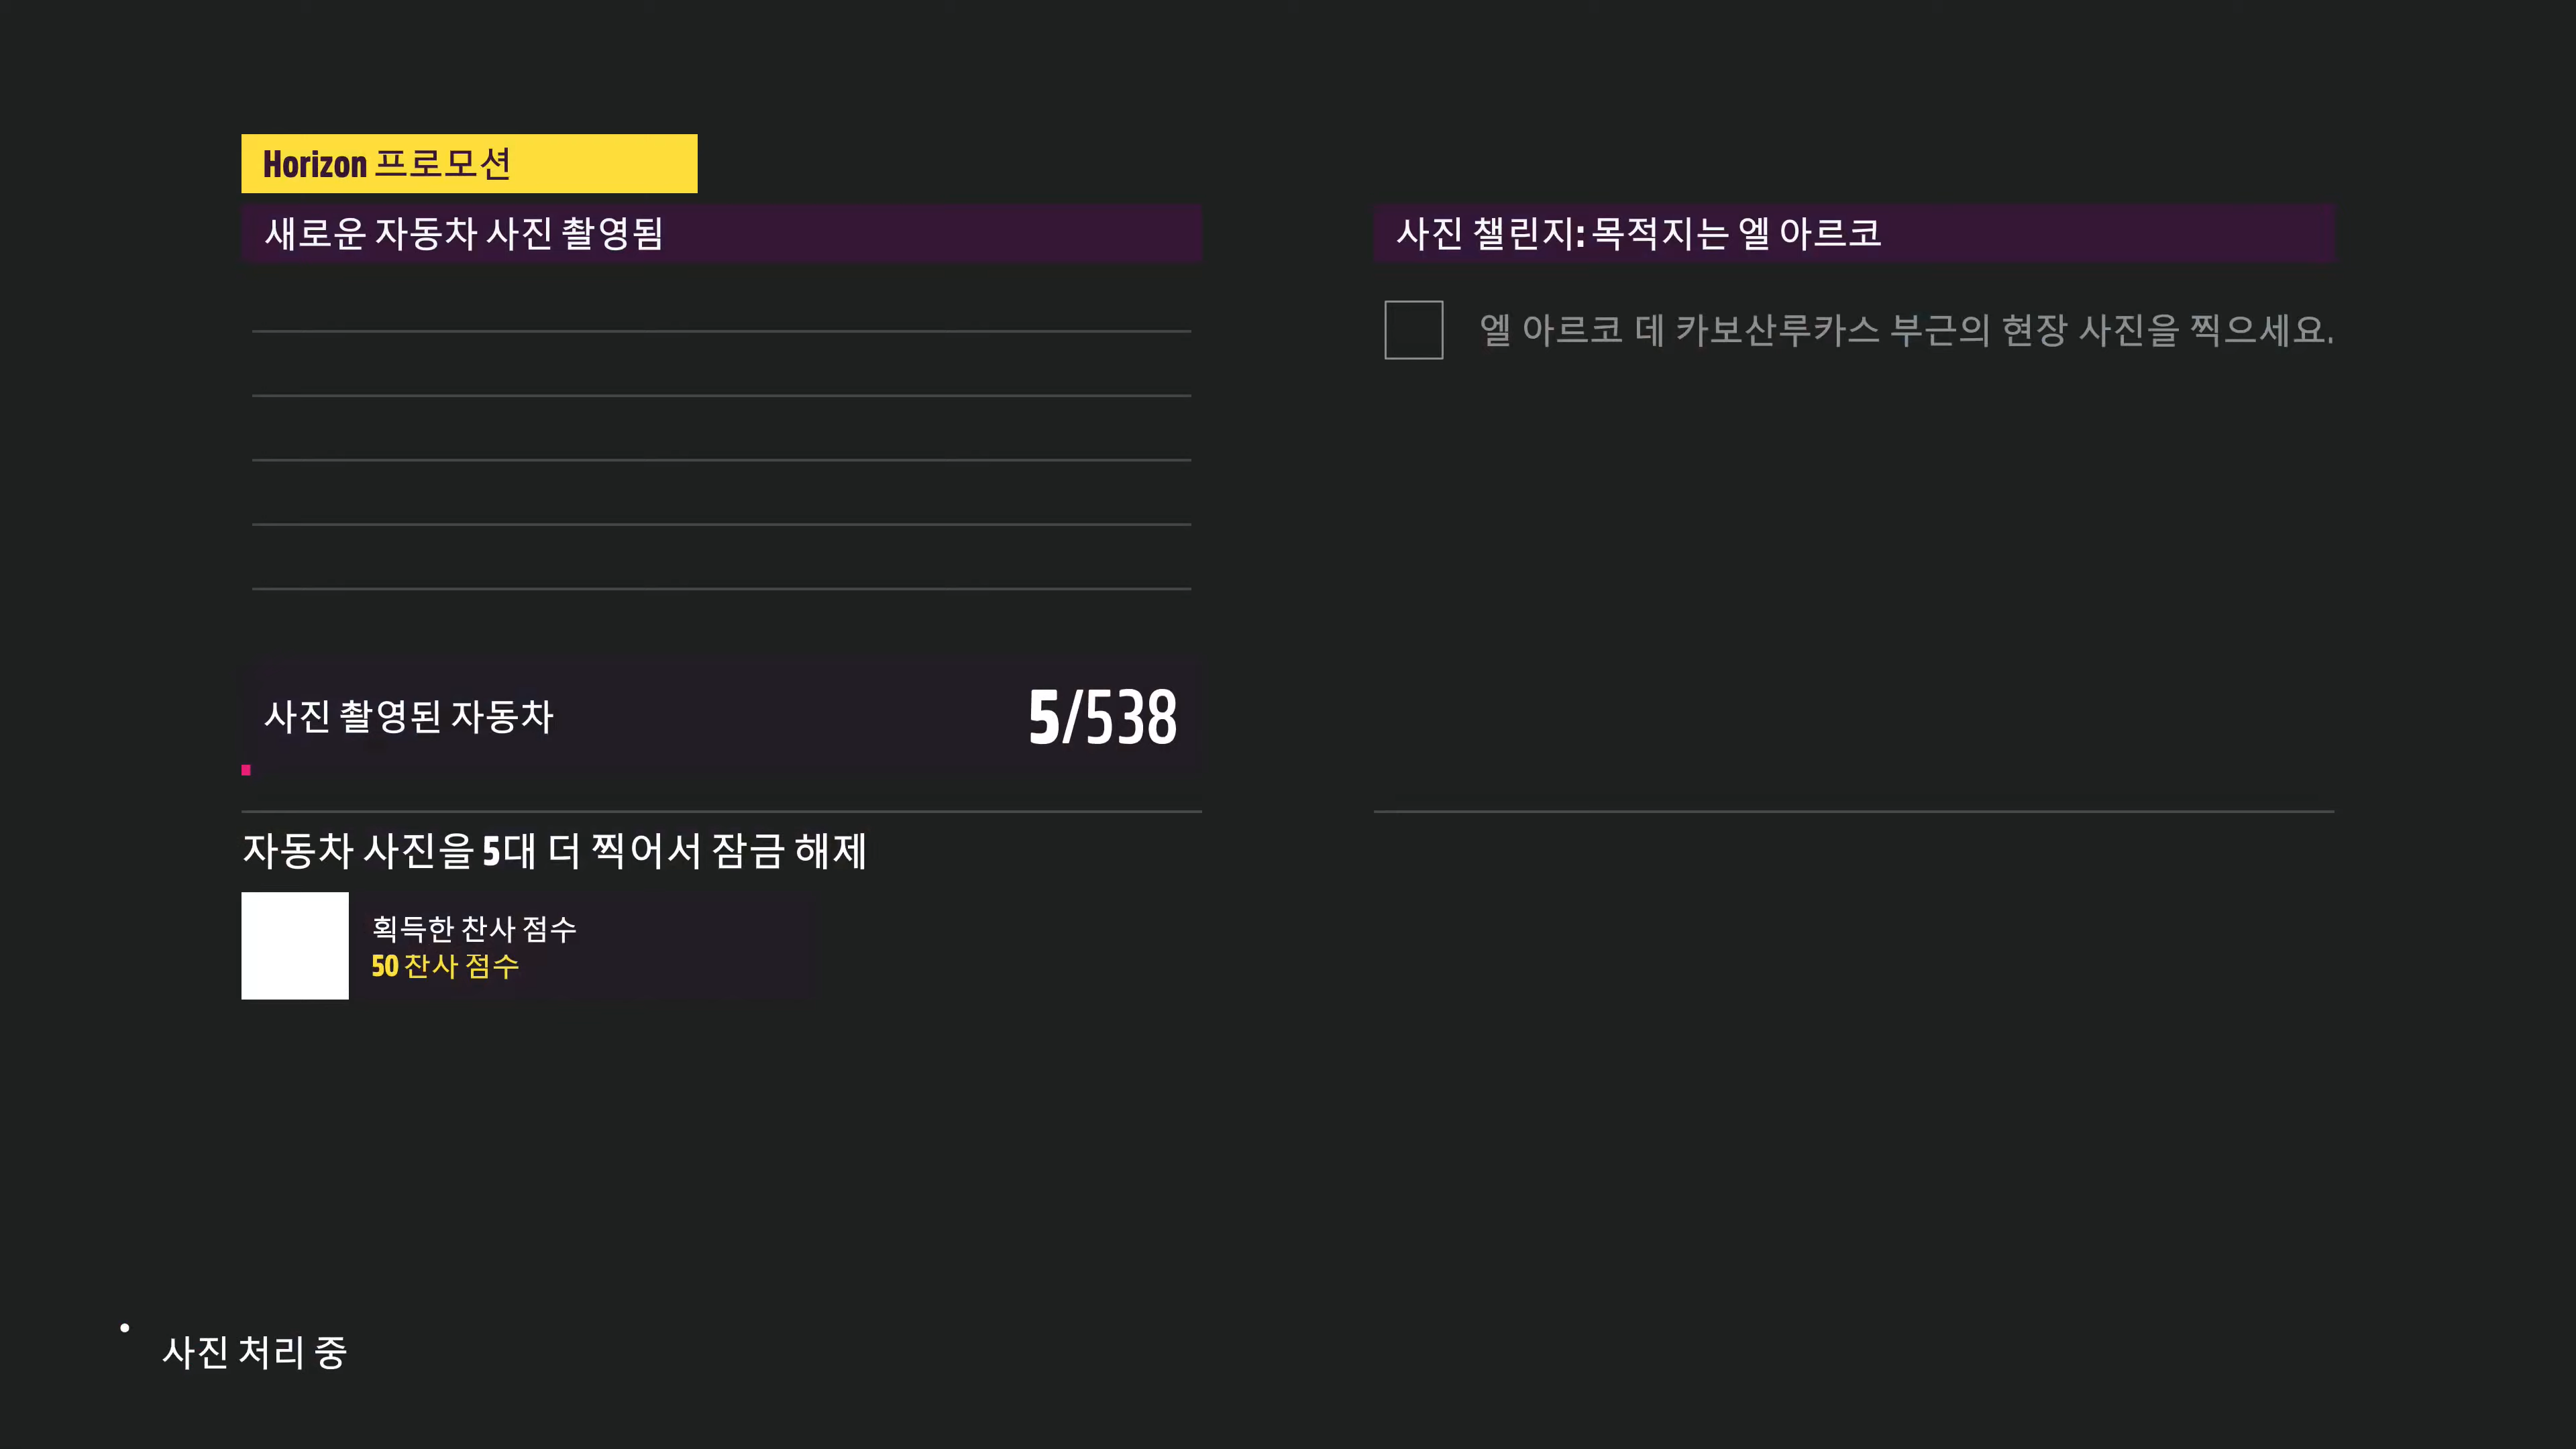 Horizon 프로모션
새로운 자동차 사진 촬영됨
사진 촬영된 자동차
5/538
자동차 사진을 5대 더 찍어서 잠금 해제
획득한 찬사 점수
50 찬사 점수
사진 챌린지: 목적지는 엘 아르코
엘 아르코 데 카보산루카스 부근의 현장 사진을 찍으세요.
사진 처리 중